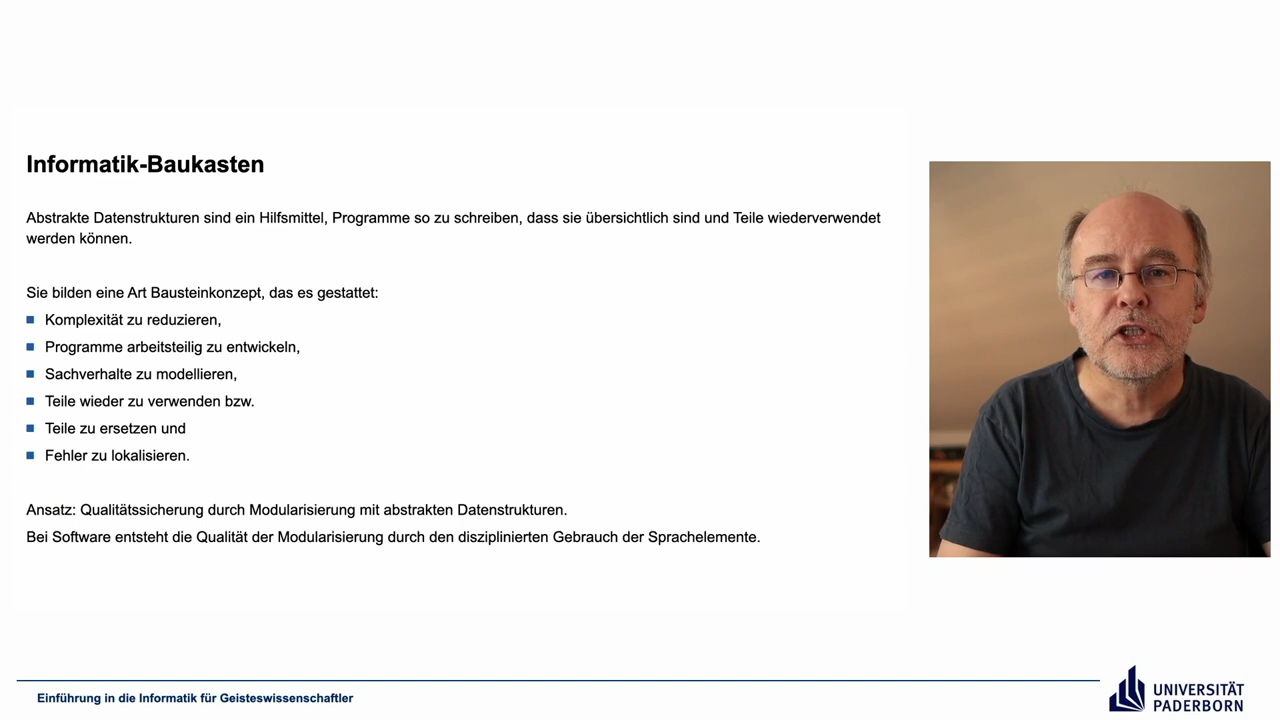 Informatik-Baukasten
Abstrakte Datenstrukturen sind ein Hilfsmittel, Programme so zu schreiben, dass sie übersichtlich sind und Teile wiederverwendet
werden können.
Sie bilden eine Art Bausteinkonzept, das es gestattet:
Komplexität zu reduzieren,
Programme arbeitsteilig zu entwickeln,
Sachverhalte zu modellieren,
Teile wieder zu verwenden bzw.
Teile zu ersetzen und
Fehler zu lokalisieren.
Ansatz: Qualitätssicherung durch Modularisierung mit abstrakten Datenstrukturen.
Bei Software entsteht die Qualität der Modularisierung durch den disziplinierten Gebrauch der Sprachelemente.
Einführung in die Informatik für Geisteswissenschaftler
UNIVERSITÄT
PADERBORN